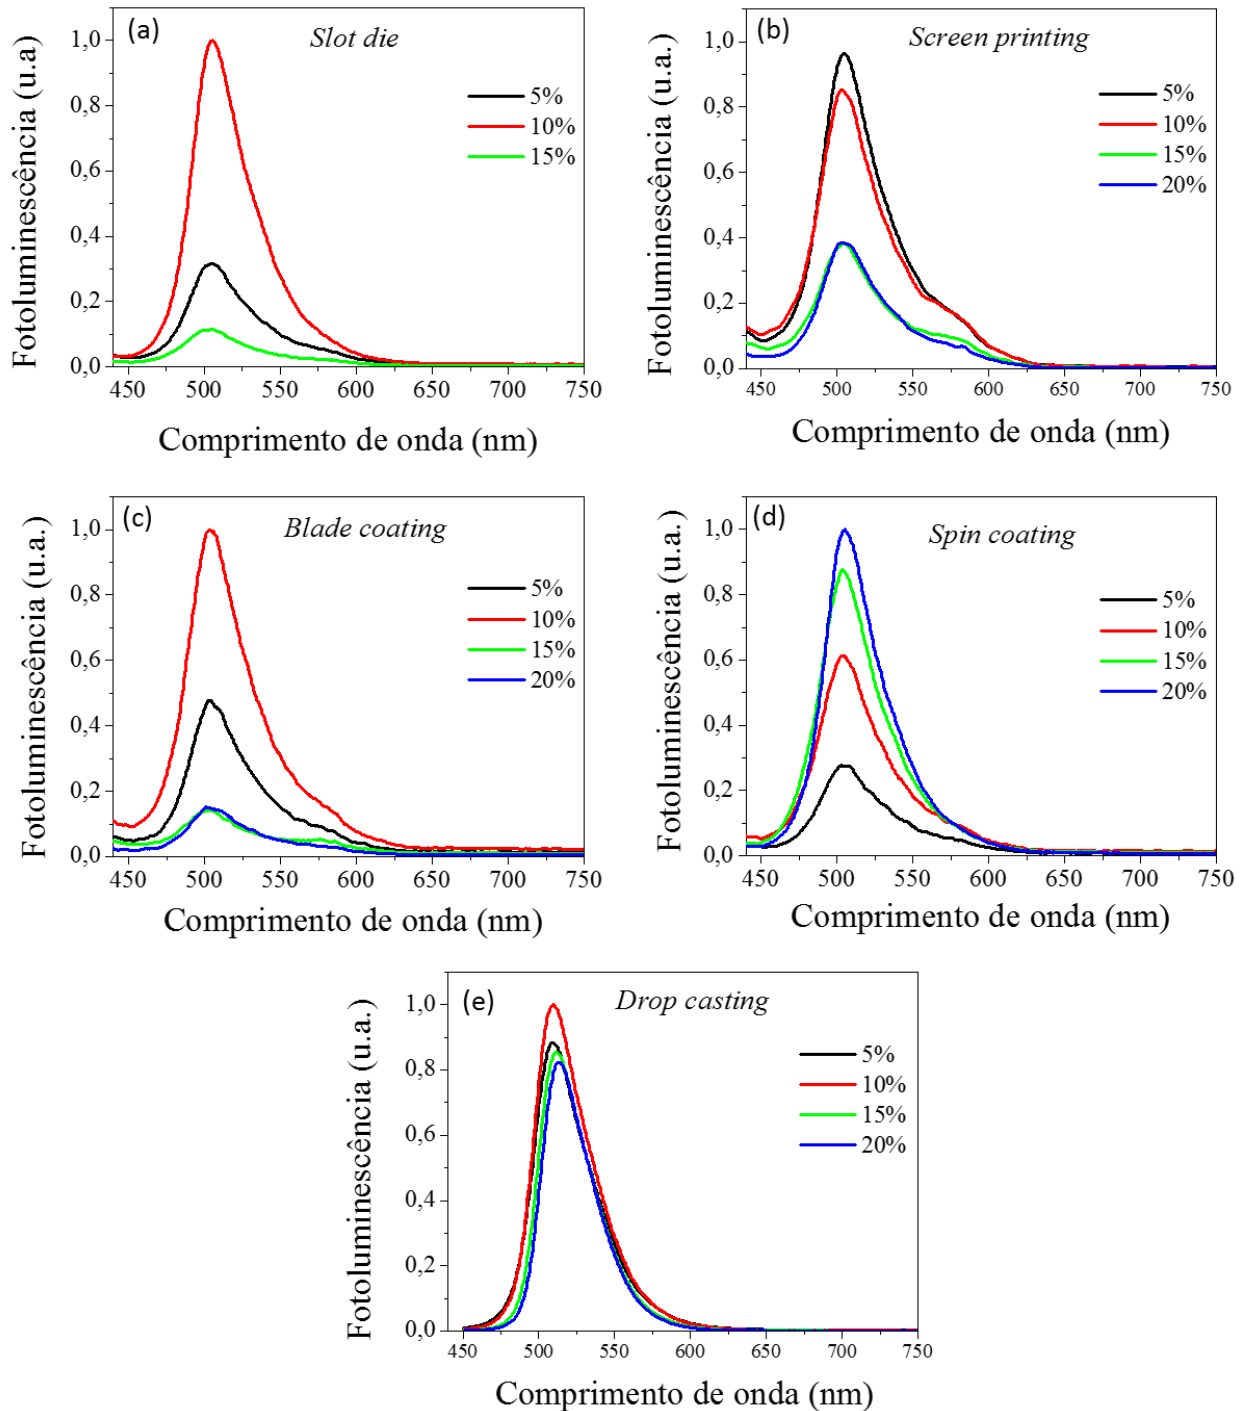 (a)
Slot die
Fotoluminescência (u.a)
1,0
0,8
0,6
0,4
0,2
0,0
5%
10%
15%
450 500 550 600 650 700 750
Comprimento de onda (nm)
(b)
Screen printing
Fotoluminescência (u.a.)
1,0
0,8
0,6
0,4
0,2
0,0
5%
10%
15%
20%
450 500 550 600 650 700 750
Comprimento de onda (nm)
(c)
Blade coating
Fotoluminescência (u.a.)
1,0
0,8
0,6
0,4
0,2
0,0
5%
10%
15%
20%
450 500 550 600 650 700 750
Comprimento de onda (nm)
(d)
Spin coating
Fotoluminescência (u.a.)
1,0
0,8
0,6
0,4
0,2
0,0
5%
10%
15%
20%
450 500 550 600 650 700 750
Comprimento de onda (nm)
(e)
Drop casting
Fotoluminescência (u.a.)
1,0
0,8
0,6
0,4
0,2
0,0
5%
10%
15%
20%
450 500 550 600 650 700 750
Comprimento de onda (nm)